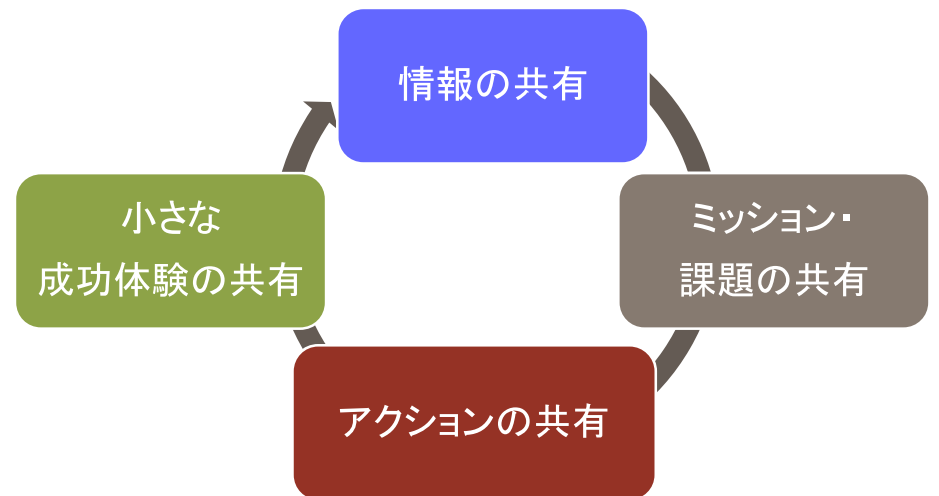 情報の共有
ミッション・
課題の共有
アクションの共有
小さな
成功体験の共有